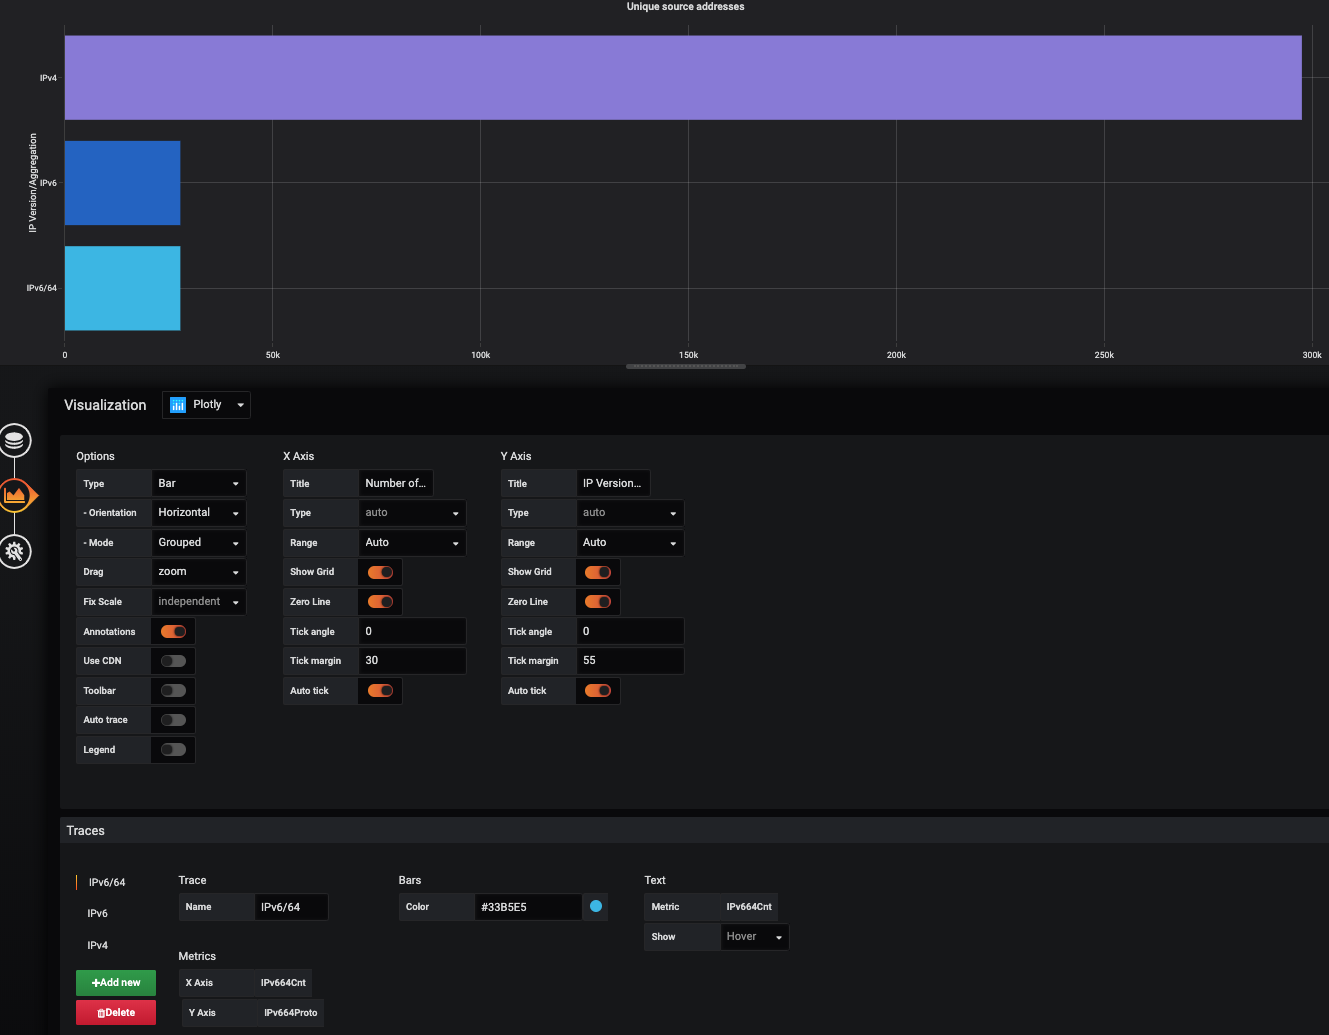 Unique source addresses
IP Version/Aggregation
IPv4
IPv6
IPv6/64
0 50k 100k 150k 200k 250k 300k
Visualization Plotly
Options X Axis Y Axis
Type Bar Title Number of... Title IP Version...
- Orientation Horizontal Type auto Type auto
- Mode Grouped Range Auto Range Auto
Drag zoom Show Grid Show Grid
Fix Scale independent Zero Line Zero Line
Annotations Tick angle 0 Tick angle 0
Use CDN Tick margin 30 Tick margin 55
Toolbar Auto tick Auto tick
Auto trace
Legend
Traces
IPv6/64 Trace Bars Text
Name IPv6/64 Color #33B5E5 Metric IPv664Cnt
IPv6
Show Hover
IPv4
Metrics
+Add new X Axis IPv664Cnt
Delete Y Axis IPv664Proto